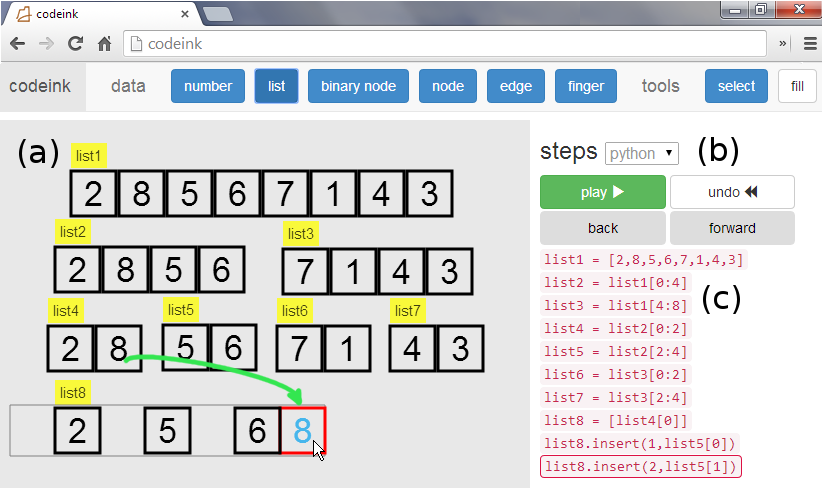 codeink
codeink
codeink data number list binary node node edge finger tools select fill
(a)
list1
2 8 5 6 7 1 4 3
list2 list3
2 8 5 6 7 1 4 3
list4 list5 list6 list7
2 8 5 6 7 1 4 3
list8
2 5 6 8
steps python (b)
play undo
back forward
list1 = [2,8,5,6,7,1,4,3]
list2 = list1[0:4]
list3 = list1[4:8] (c)
list4 = list2[0:2]
list5 = list2[2:4]
list6 = list3[0:2]
list7 = list3[2:4]
list8 = [list4[0]]
list8.insert(1,list5[0])
list8.insert(2,list5[1])